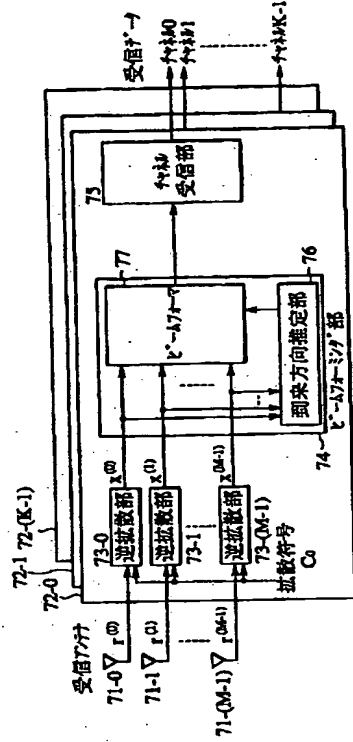 受信アンテナ
71-0
r(0)
71-1
r(1)
71-(M-1)
r(M-1)
72-0
72-1
72-(K-1)
73-0
逆拡散部
x(0)
逆拡散部
x(1)
73-1
逆拡散部
x(M-1)
73-(M-1)
拡散符号
C0
77
ビームフォーマ
到来方向推定部
76
74
ビームフォーミング部
75
チャネル
受信部
受信データ
チャネル0
チャネル1
チャネルK-1